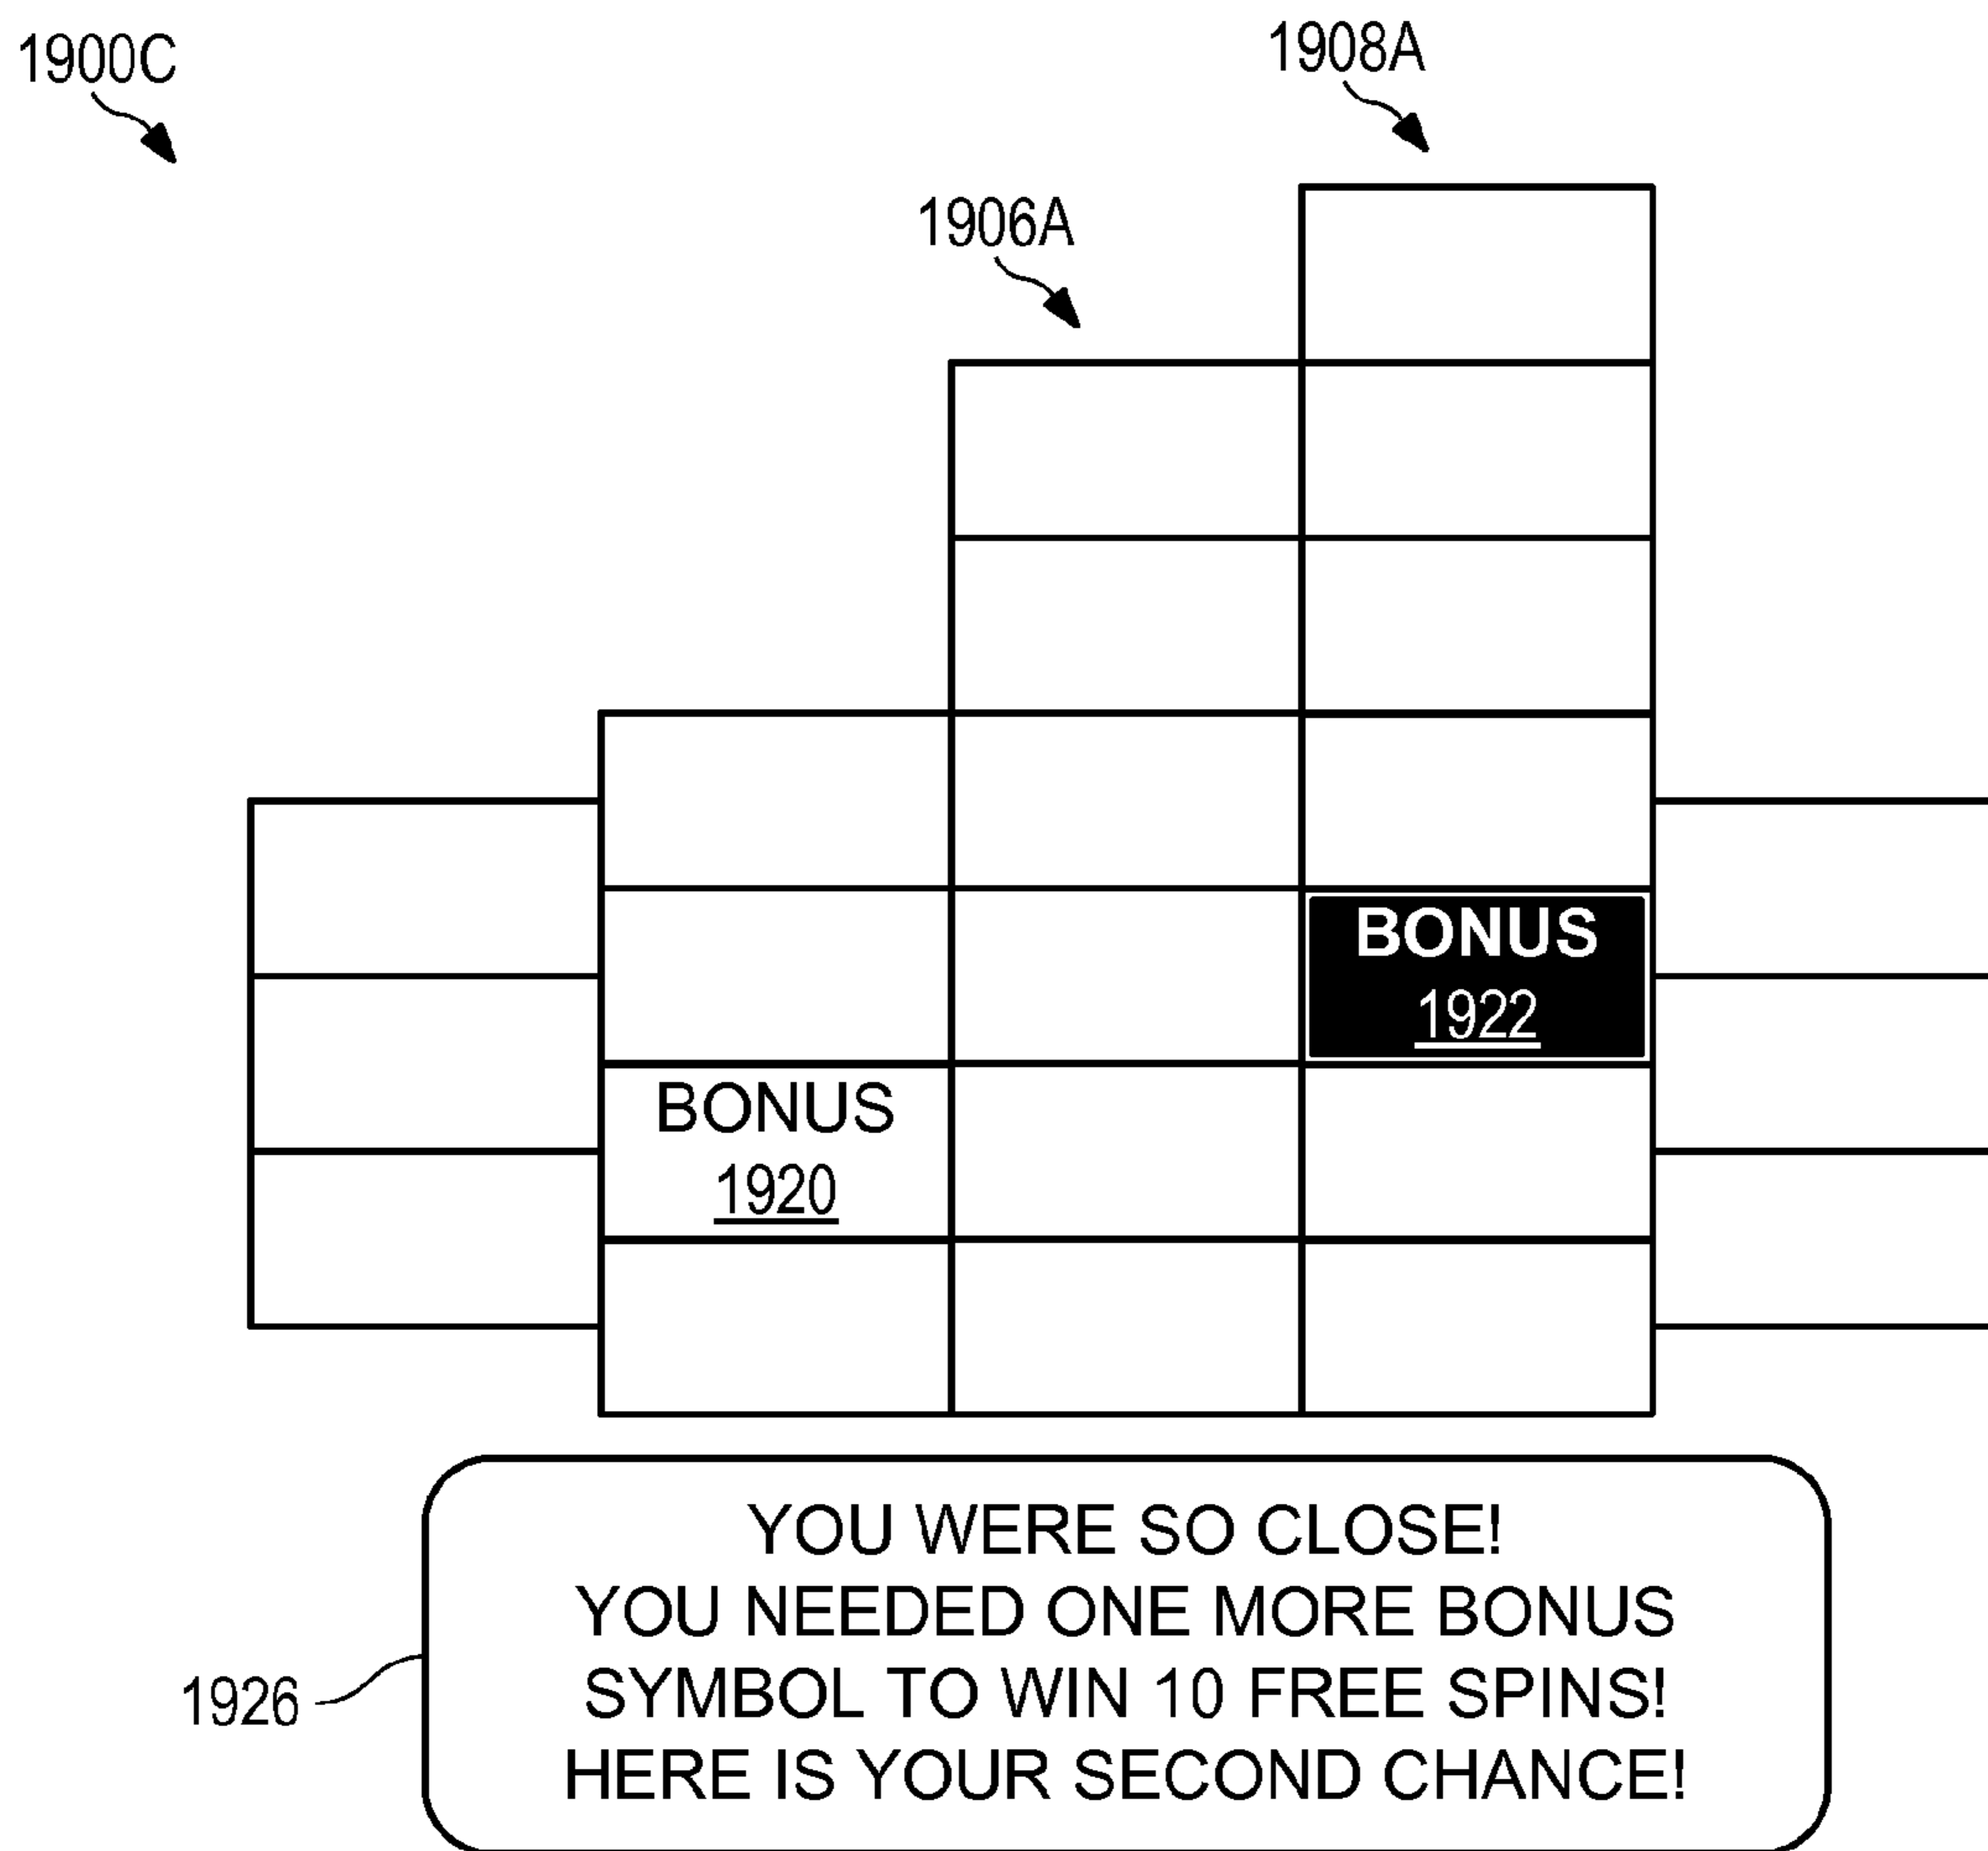 1900C
1908A
1906A
BONUS
1922
BONUS
1920
YOU WERE SO CLOSE!
YOU NEEDED ONE MORE BONUS
SYMBOL TO WIN 10 FREE SPINS!
HERE IS YOUR SECOND CHANCE!
1926